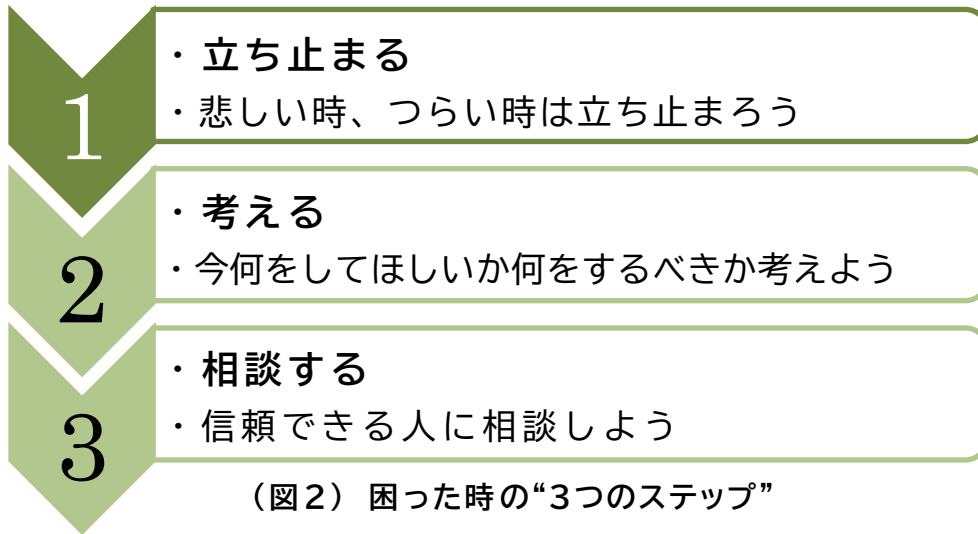 1
・立ち止まる
・悲しい時、つらい時は立ち止まろう
2
・考える
・今何をしてほしいか何をするべきか考えよう
3
・相談する
・信頼できる人に相談しよう
（図２） 困った時の“３つのステップ”